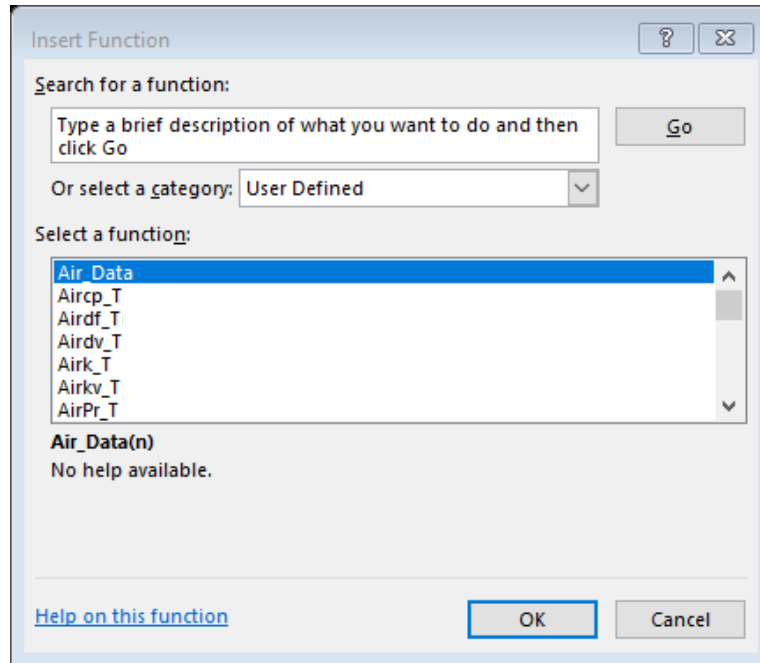 Insert Function
Search for a function:
Type a brief description of what you want to do and then
click Go
Go
Or select a category: User Defined
Select a function:
Air_Data
Aircp_T
Airdf_T
Airdv_T
Airk_T
Airkv_T
AirPr_T
Air_Data(n)
No help available.
Help on this function
OK
Cancel